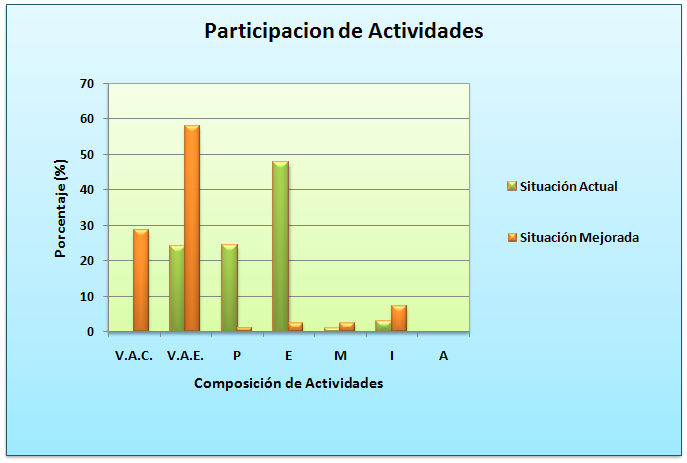 Participacion de Actividades
Porcentaje (%)
70
60
50
40
30
20
10
0
V.A.C. V.A.E. P E M I A
Composición de Actividades
Situación Actual
Situación Mejorada